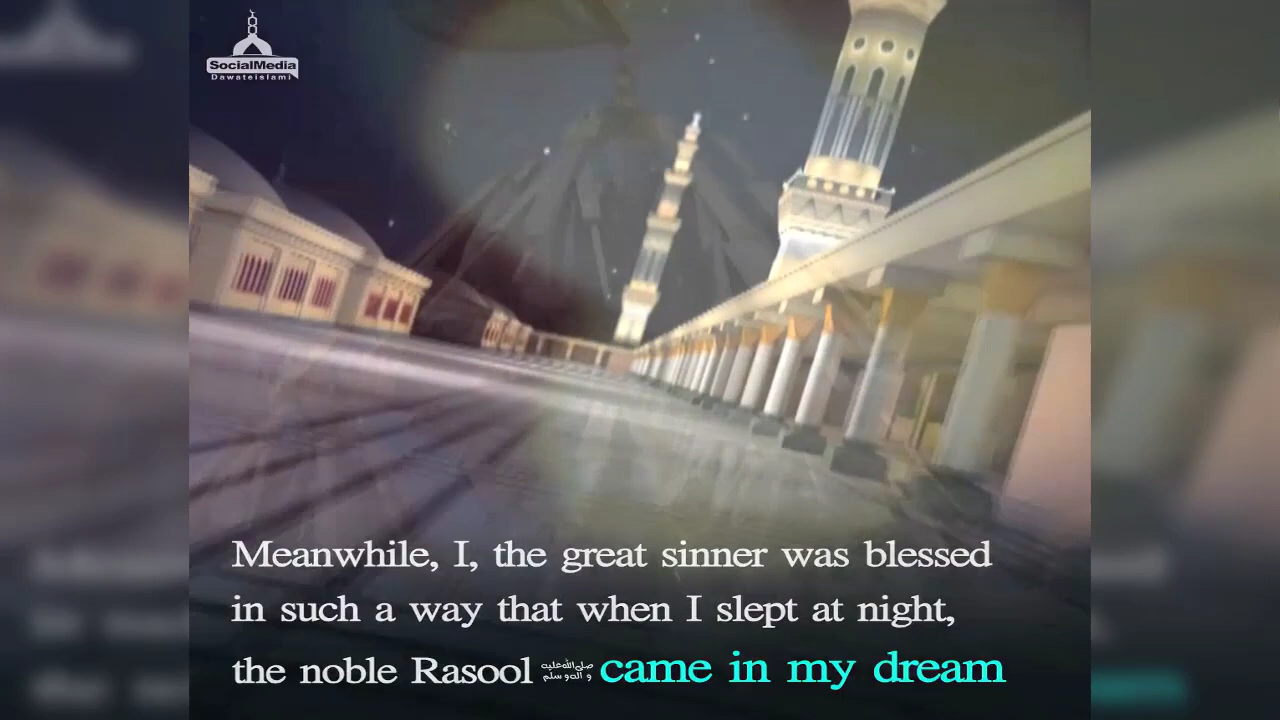 SocialMedia
Dawateislami
Meanwhile, I, the great sinner was blessed
in such a way that when I slept at night,
the noble Rasool صلى الله عليه واله وسلم came in my dream